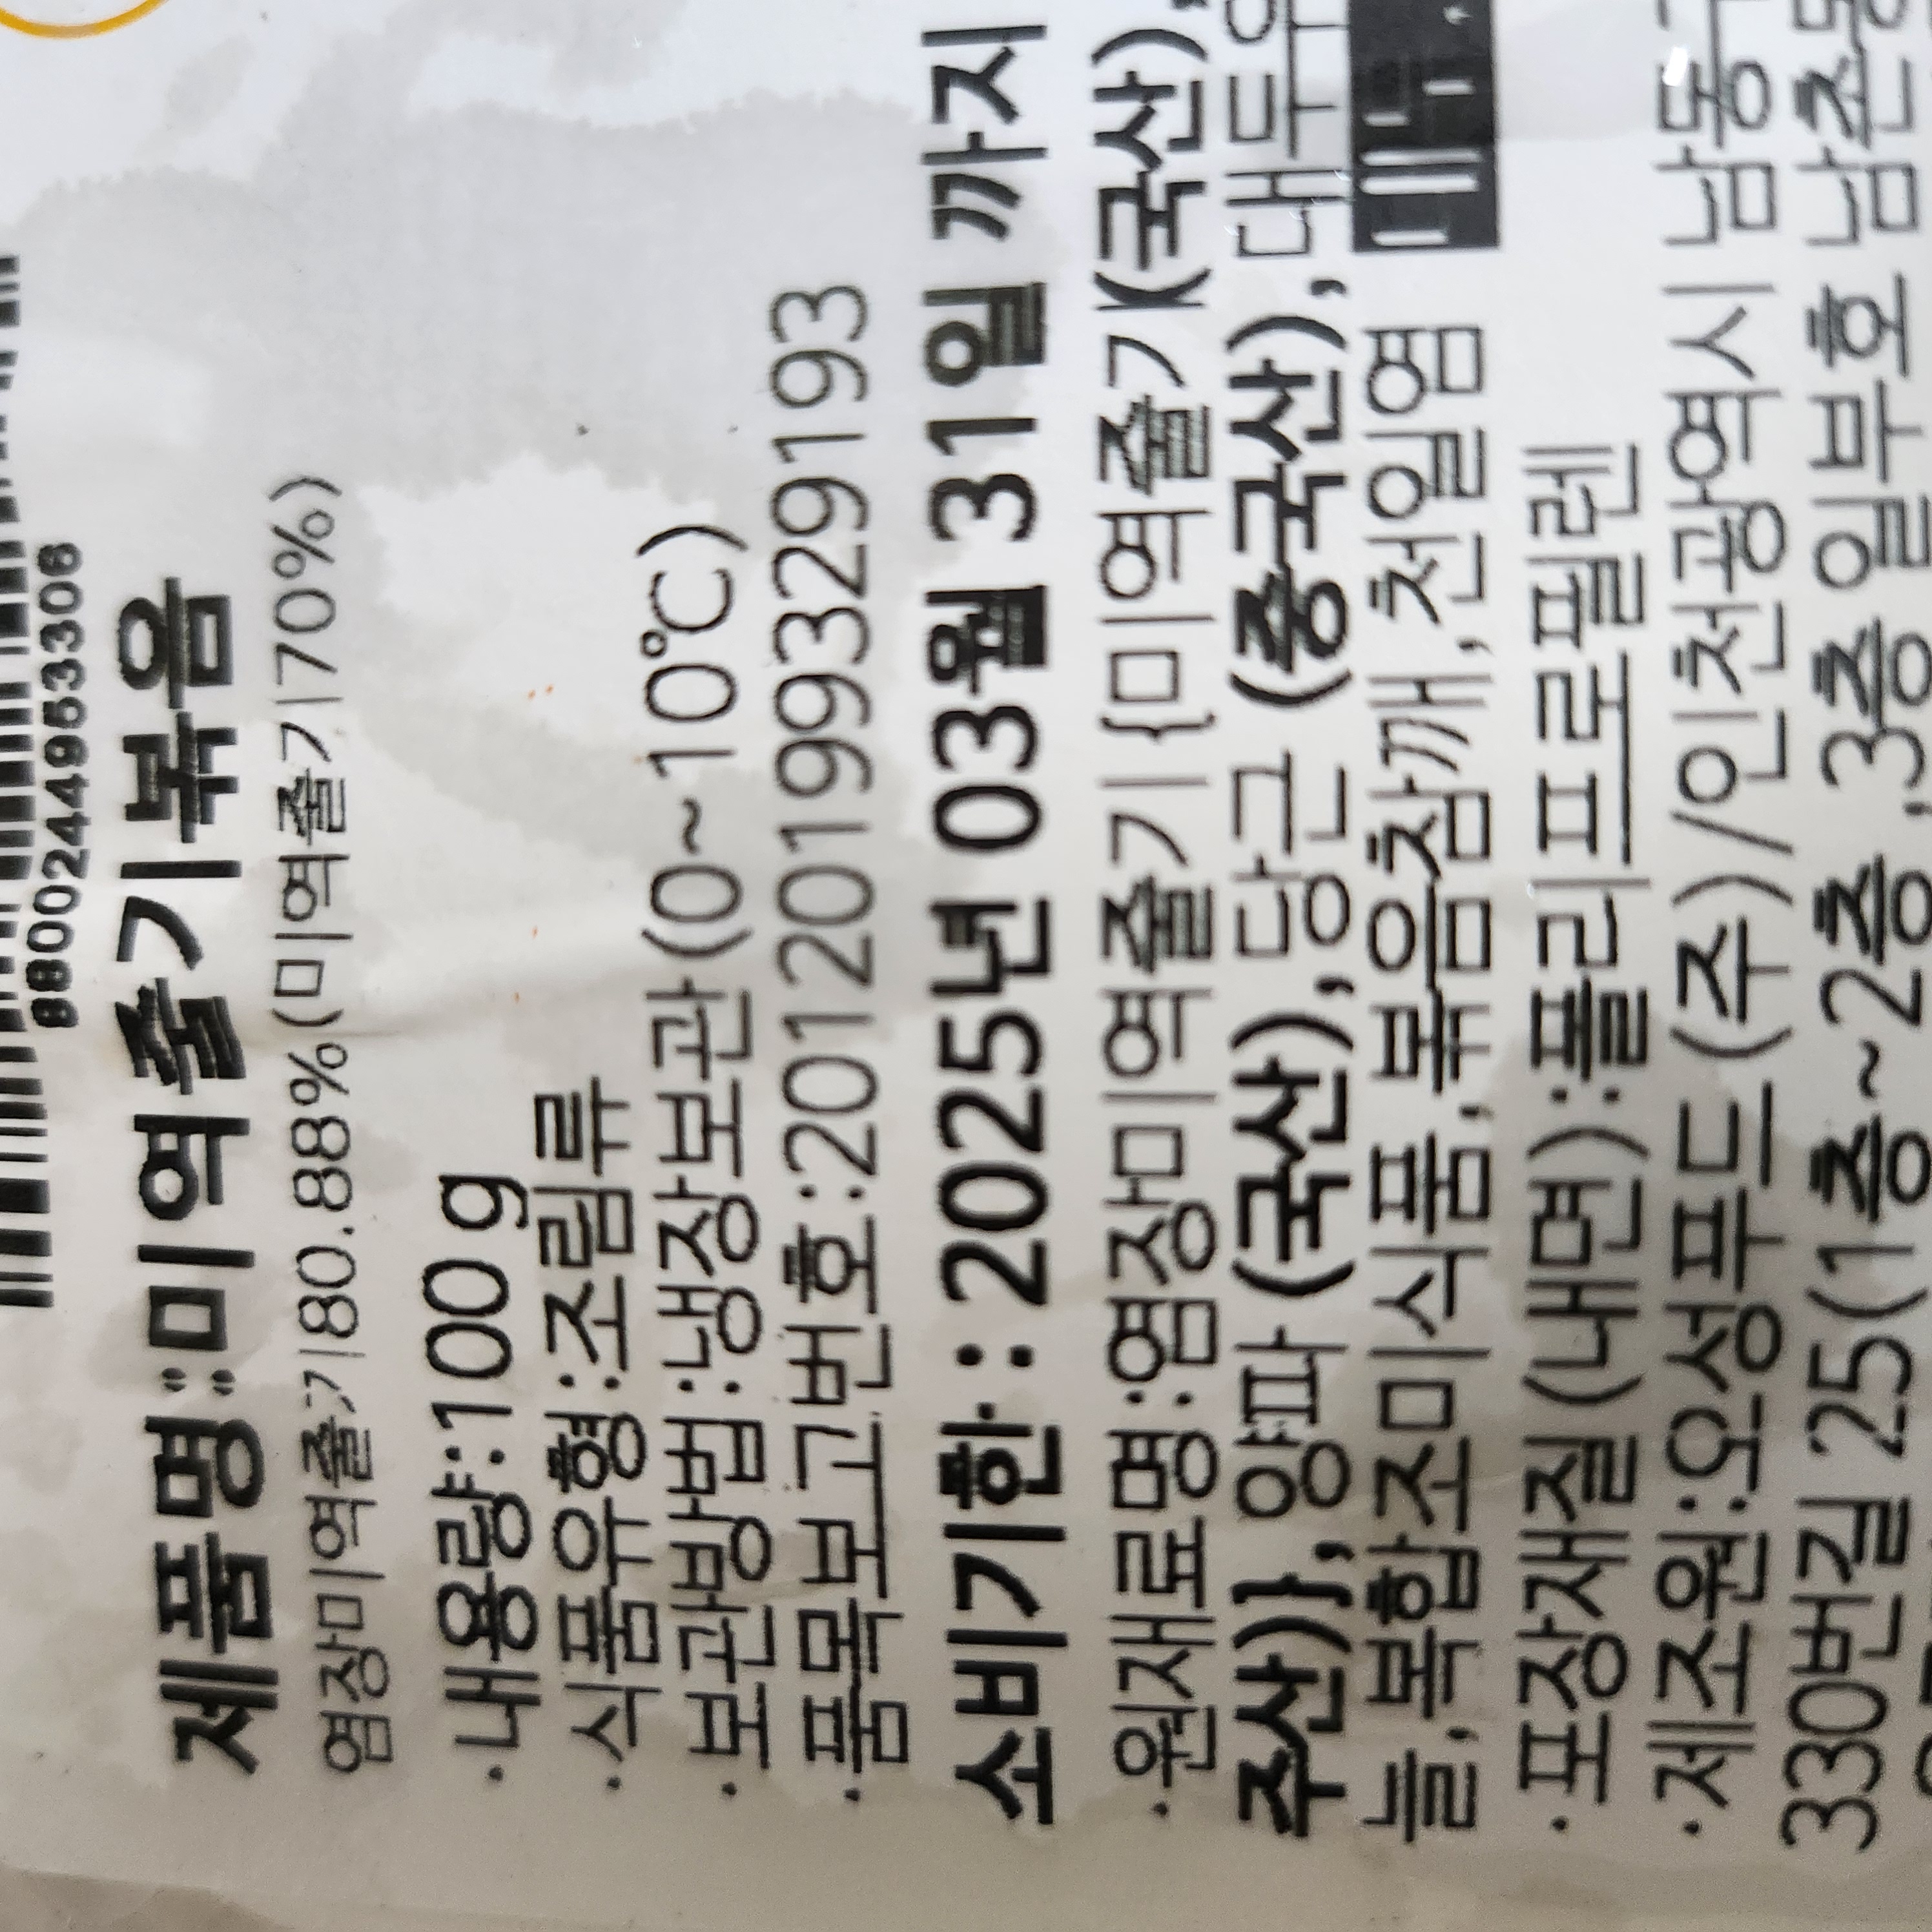 8800244953306
제품명:미역줄기볶음
염장미역줄기80.88%(미역줄기70%)
·내용량:100g
·식품유형:조림류
·보관방법:냉장보관(0~10℃)
·품목보고번호:20120199329193
소비기한 : 2025년 03월 31일 까지
·원재료명:염장미역줄기{미역줄기(국산),
주산)},양파(국산),당근(중국산),대두유
늘,복합조미식품,볶음참깨,천일염
·포장재질(내면):폴리프로필렌
·제조원:오성푸드(주)/인천광역시 남동구
330번길 25(1층~2층,3층 일부호 남촌동